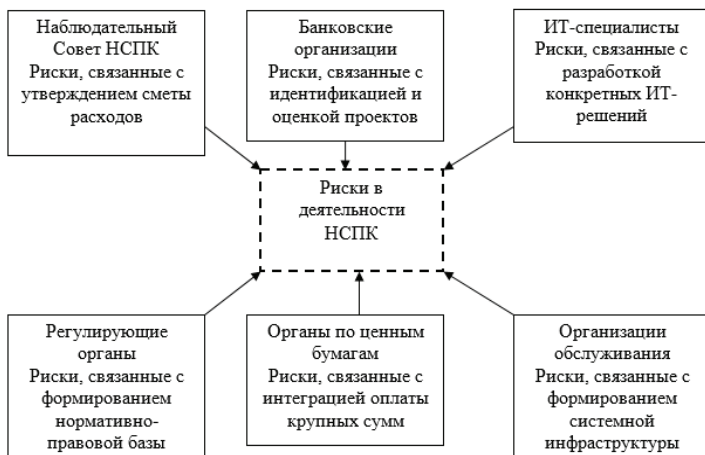 Наблюдательный
Совет НСПК
Риски, связанные с
утверждением сметы
расходов
Банковские
организации
Риски, связанные с
идентификацией и
оценкой проектов
ИТ-специалисты
Риски, связанные с
разработкой
конкретных ИТ-
решений
Риски в
деятельности
НСПК
Регулирующие
органы
Риски, связанные с
формированием
нормативно-
правовой базы
Органы по ценным
бумагам
Риски, связанные с
интеграцией оплаты
крупных сумм
Организации
обслуживания
Риски, связанные с
формированием
системной
инфраструктуры